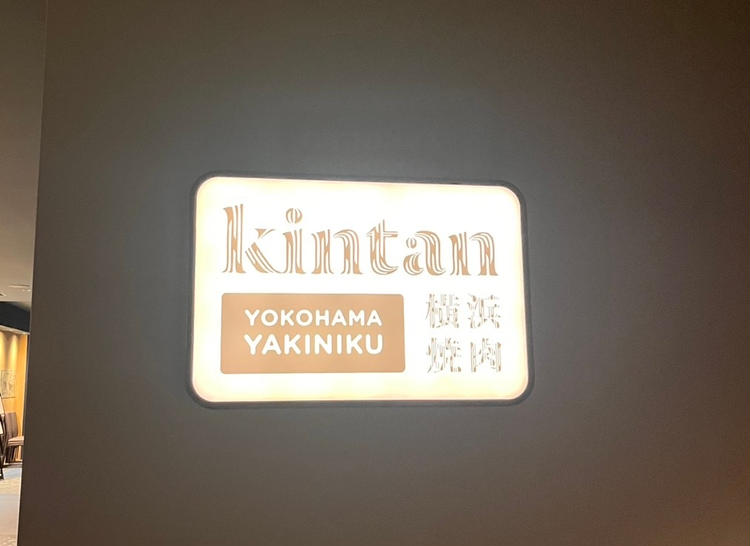 kintan
YOKOHAMA
YAKINIKU
横浜
焼肉